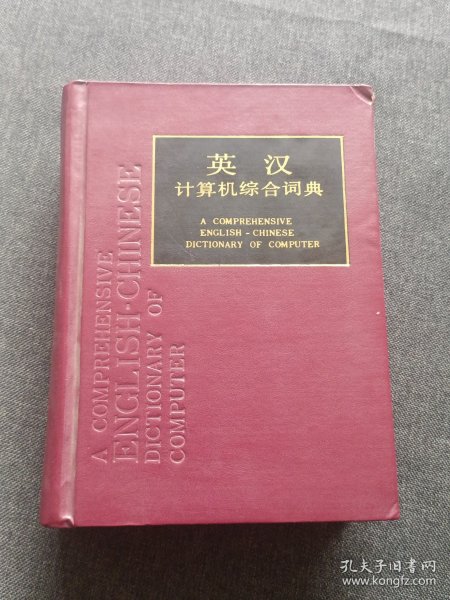 英 汉
计算机综合词典
A COMPREHENSIVE
ENGLISH - CHINESE
DICTIONARY OF COMPUTER
A COMPREHENSIVE
ENGLISH·CHINESE
DICTIONARY OF
COMPUTER
孔夫子旧书网
www.kongfz.com